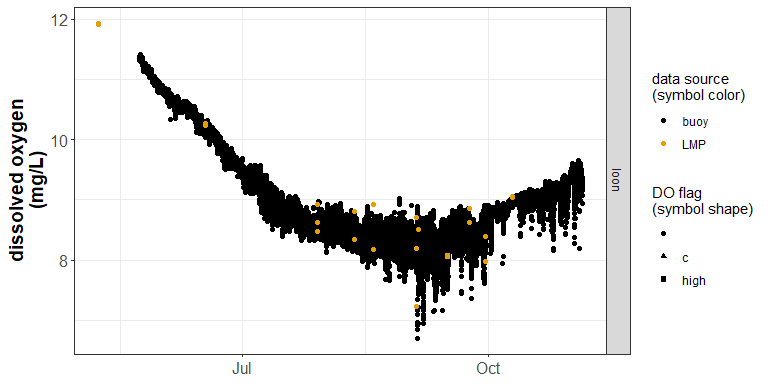 12
10
8
dissolved oxygen
(mg/L)
Jul
Oct
loon
data source
(symbol color)
buoy
LMP
DO flag
(symbol shape)
c
high